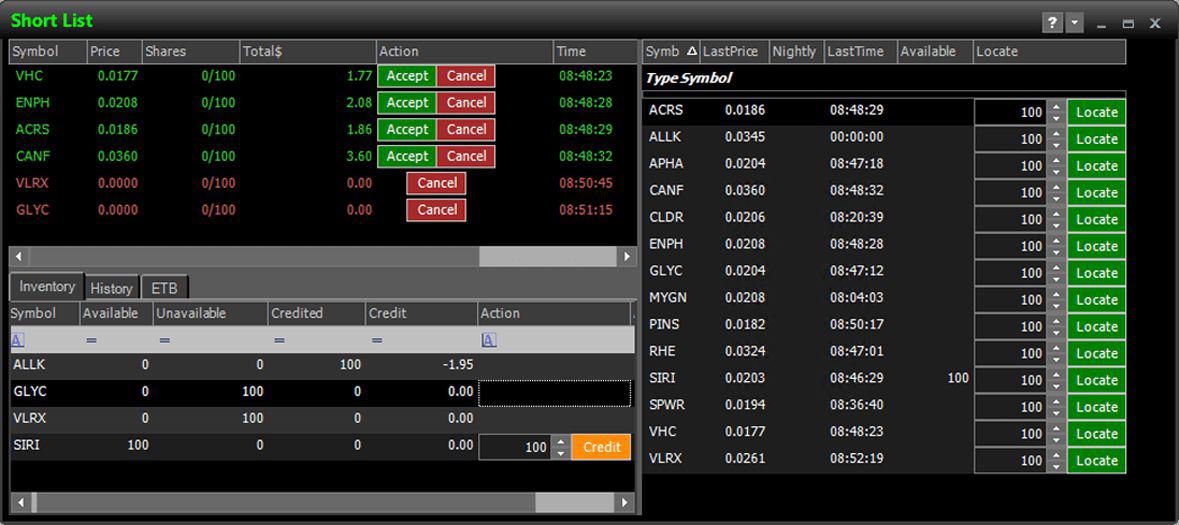 Short List
?
Symbol Price Shares Total$ Action Time
VHC 0.0177 0/100 1.77 Accept Cancel 08:48:23
ENPH 0.0208 0/100 2.08 Accept Cancel 08:48:28
ACRS 0.0186 0/100 1.86 Accept Cancel 08:48:29
CANF 0.0360 0/100 3.60 Accept Cancel 08:48:32
VLRX 0.0000 0/100 0.00 Cancel 08:50:45
GLYC 0.0000 0/100 0.00 Cancel 08:51:15
Inventory History ETB
Symbol Available Unavailable Credited Credit Action
A = = = = A
ALLK 0 0 100 -1.95
GLYC 0 100 0 0.00
VLRX 0 100 0 0.00
SIRI 100 0 0 0.00 100 Credit
Symb LastPrice Nightly LastTime Available Locate
Type Symbol
ACRS 0.0186 08:48:29 100 Locate
ALLK 0.0345 00:00:00 100 Locate
APHA 0.0204 08:47:18 100 Locate
CANF 0.0360 08:48:32 100 Locate
CLDR 0.0206 08:20:39 100 Locate
ENPH 0.0208 08:48:28 100 Locate
GLYC 0.0204 08:47:12 100 Locate
MYGN 0.0208 08:04:03 100 Locate
PINS 0.0182 08:50:17 100 Locate
RHE 0.0324 08:47:01 100 Locate
SIRI 0.0203 08:46:29 100 100 Locate
SPWR 0.0194 08:36:40 100 Locate
VHC 0.0177 08:48:23 100 Locate
VLRX 0.0261 08:52:19 100 Locate